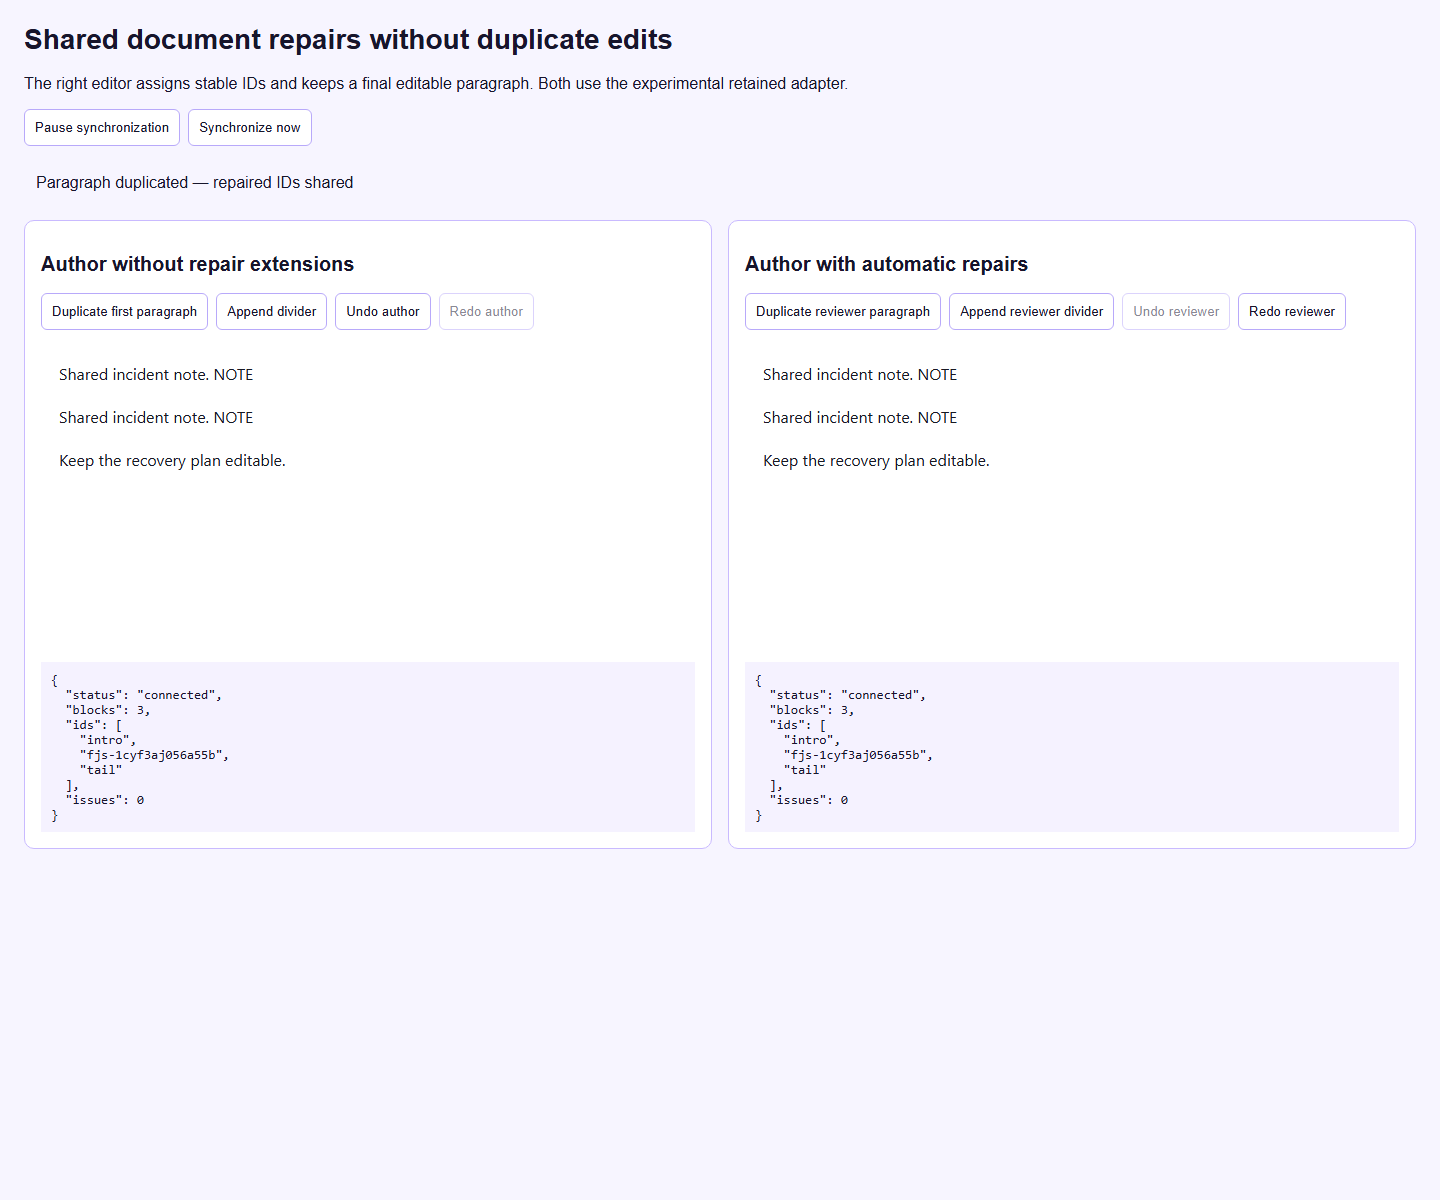 Shared document repairs without duplicate edits
The right editor assigns stable IDs and keeps a final editable paragraph. Both use the experimental retained adapter.
Pause synchronization
Synchronize now
Paragraph duplicated — repaired IDs shared
Author without repair extensions
Duplicate first paragraph
Append divider
Undo author
Redo author
Shared incident note. NOTE
Shared incident note. NOTE
Keep the recovery plan editable.
{
  "status": "connected",
  "blocks": 3,
  "ids": [
    "intro",
    "fjs-1cyf3aj056a55b",
    "tail"
  ],
  "issues": 0
}
Author with automatic repairs
Duplicate reviewer paragraph
Append reviewer divider
Undo reviewer
Redo reviewer
Shared incident note. NOTE
Shared incident note. NOTE
Keep the recovery plan editable.
{
  "status": "connected",
  "blocks": 3,
  "ids": [
    "intro",
    "fjs-1cyf3aj056a55b",
    "tail"
  ],
  "issues": 0
}